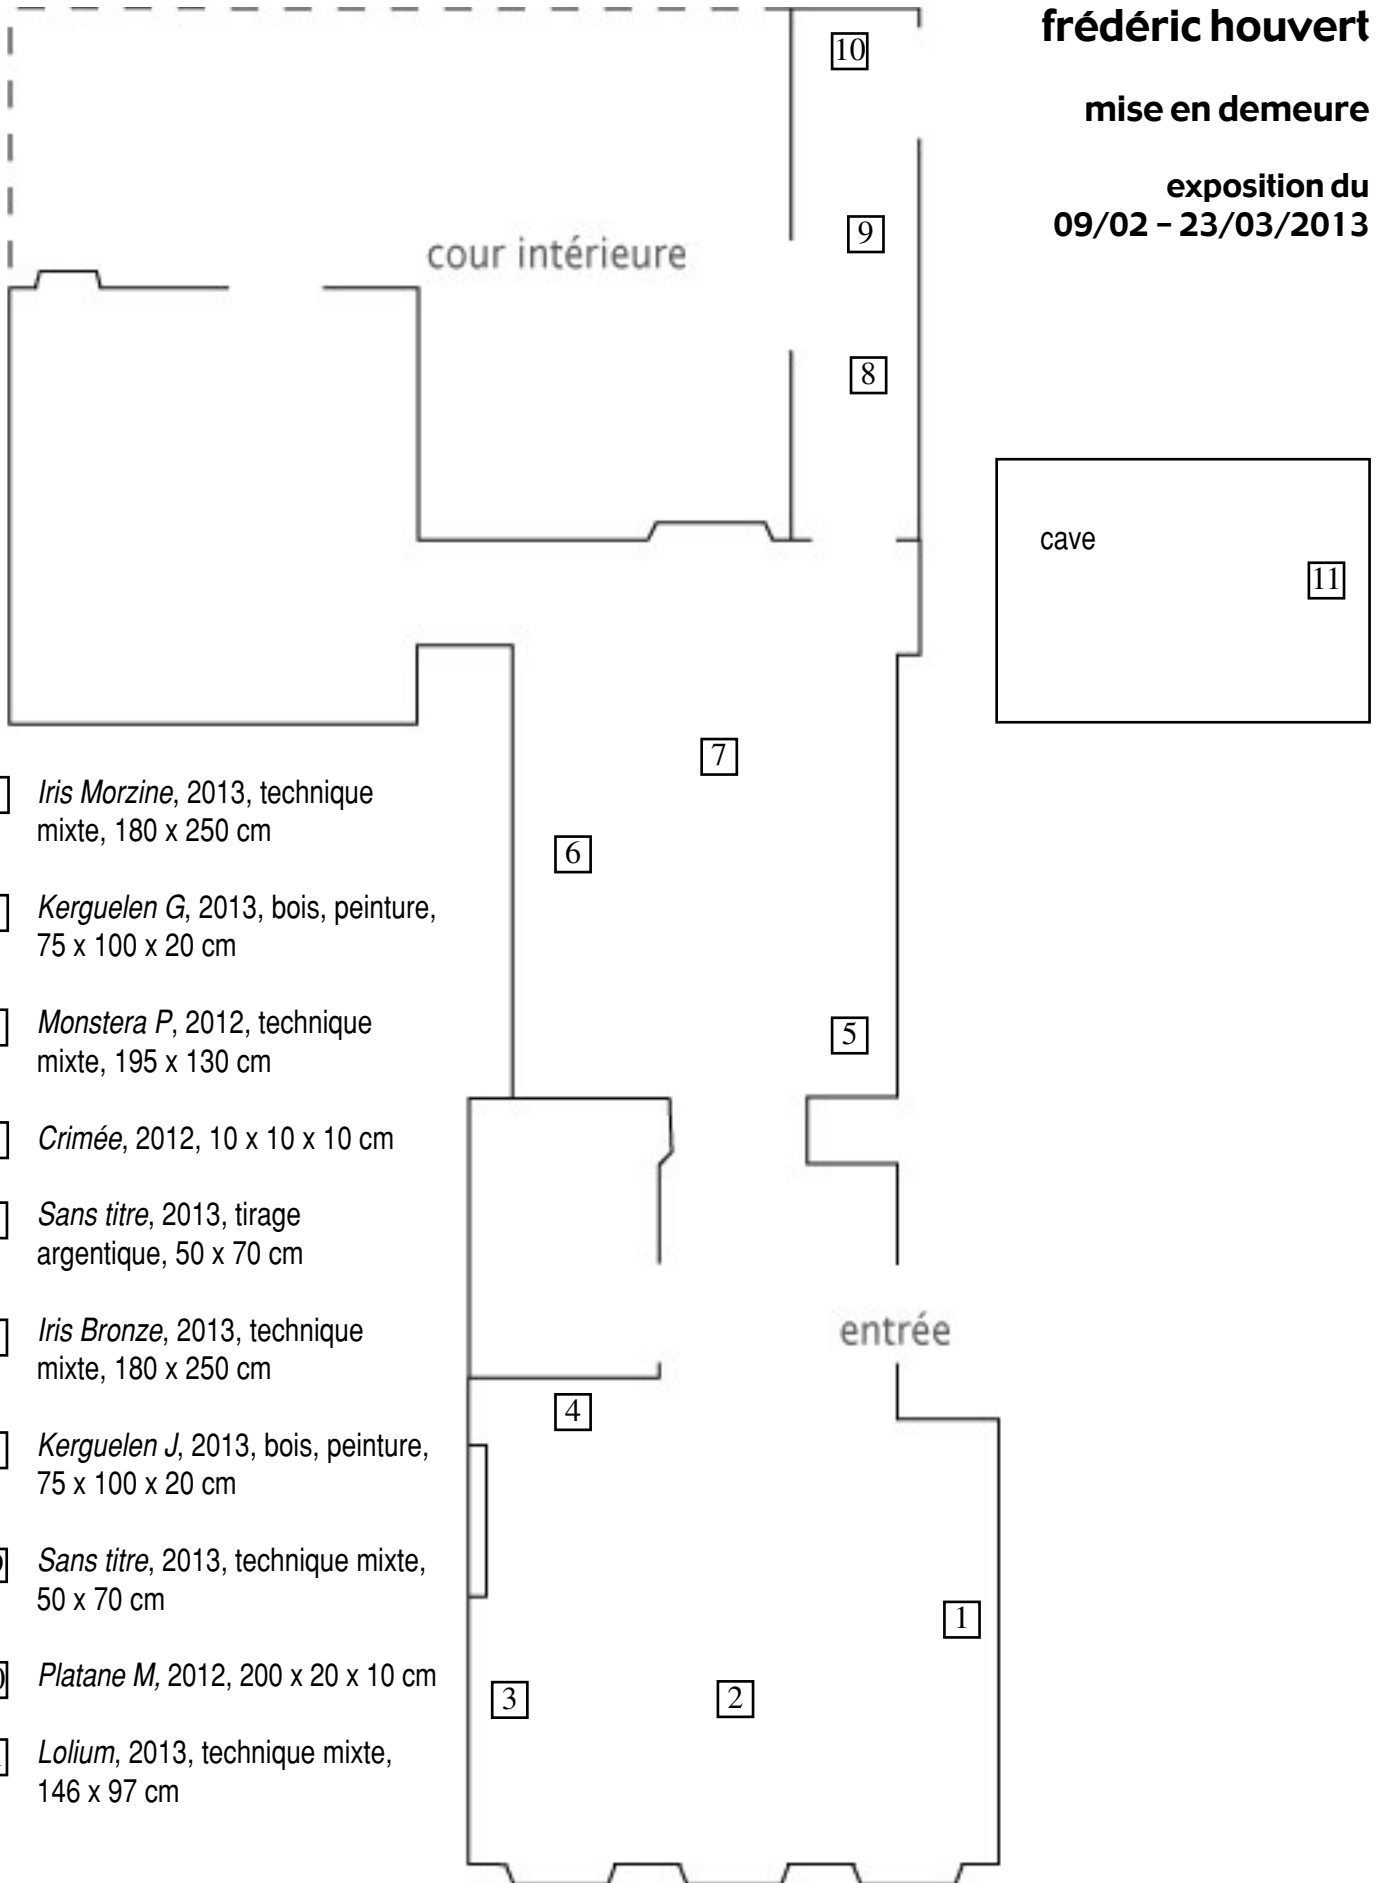 frédéric houvert
mise en demeure
exposition du
09/02 – 23/03/2013
10
9
cour intérieure
8
cave
11
7
6
5
entrée
4
1
3
2
Iris Morzine, 2013, technique
mixte, 180 x 250 cm
Kerguelen G, 2013, bois, peinture,
75 x 100 x 20 cm
Monstera P, 2012, technique
mixte, 195 x 130 cm
Crimée, 2012, 10 x 10 x 10 cm
Sans titre, 2013, tirage
argentique, 50 x 70 cm
Iris Bronze, 2013, technique
mixte, 180 x 250 cm
Kerguelen J, 2013, bois, peinture,
75 x 100 x 20 cm
Sans titre, 2013, technique mixte,
50 x 70 cm
Platane M, 2012, 200 x 20 x 10 cm
Lolium, 2013, technique mixte,
146 x 97 cm